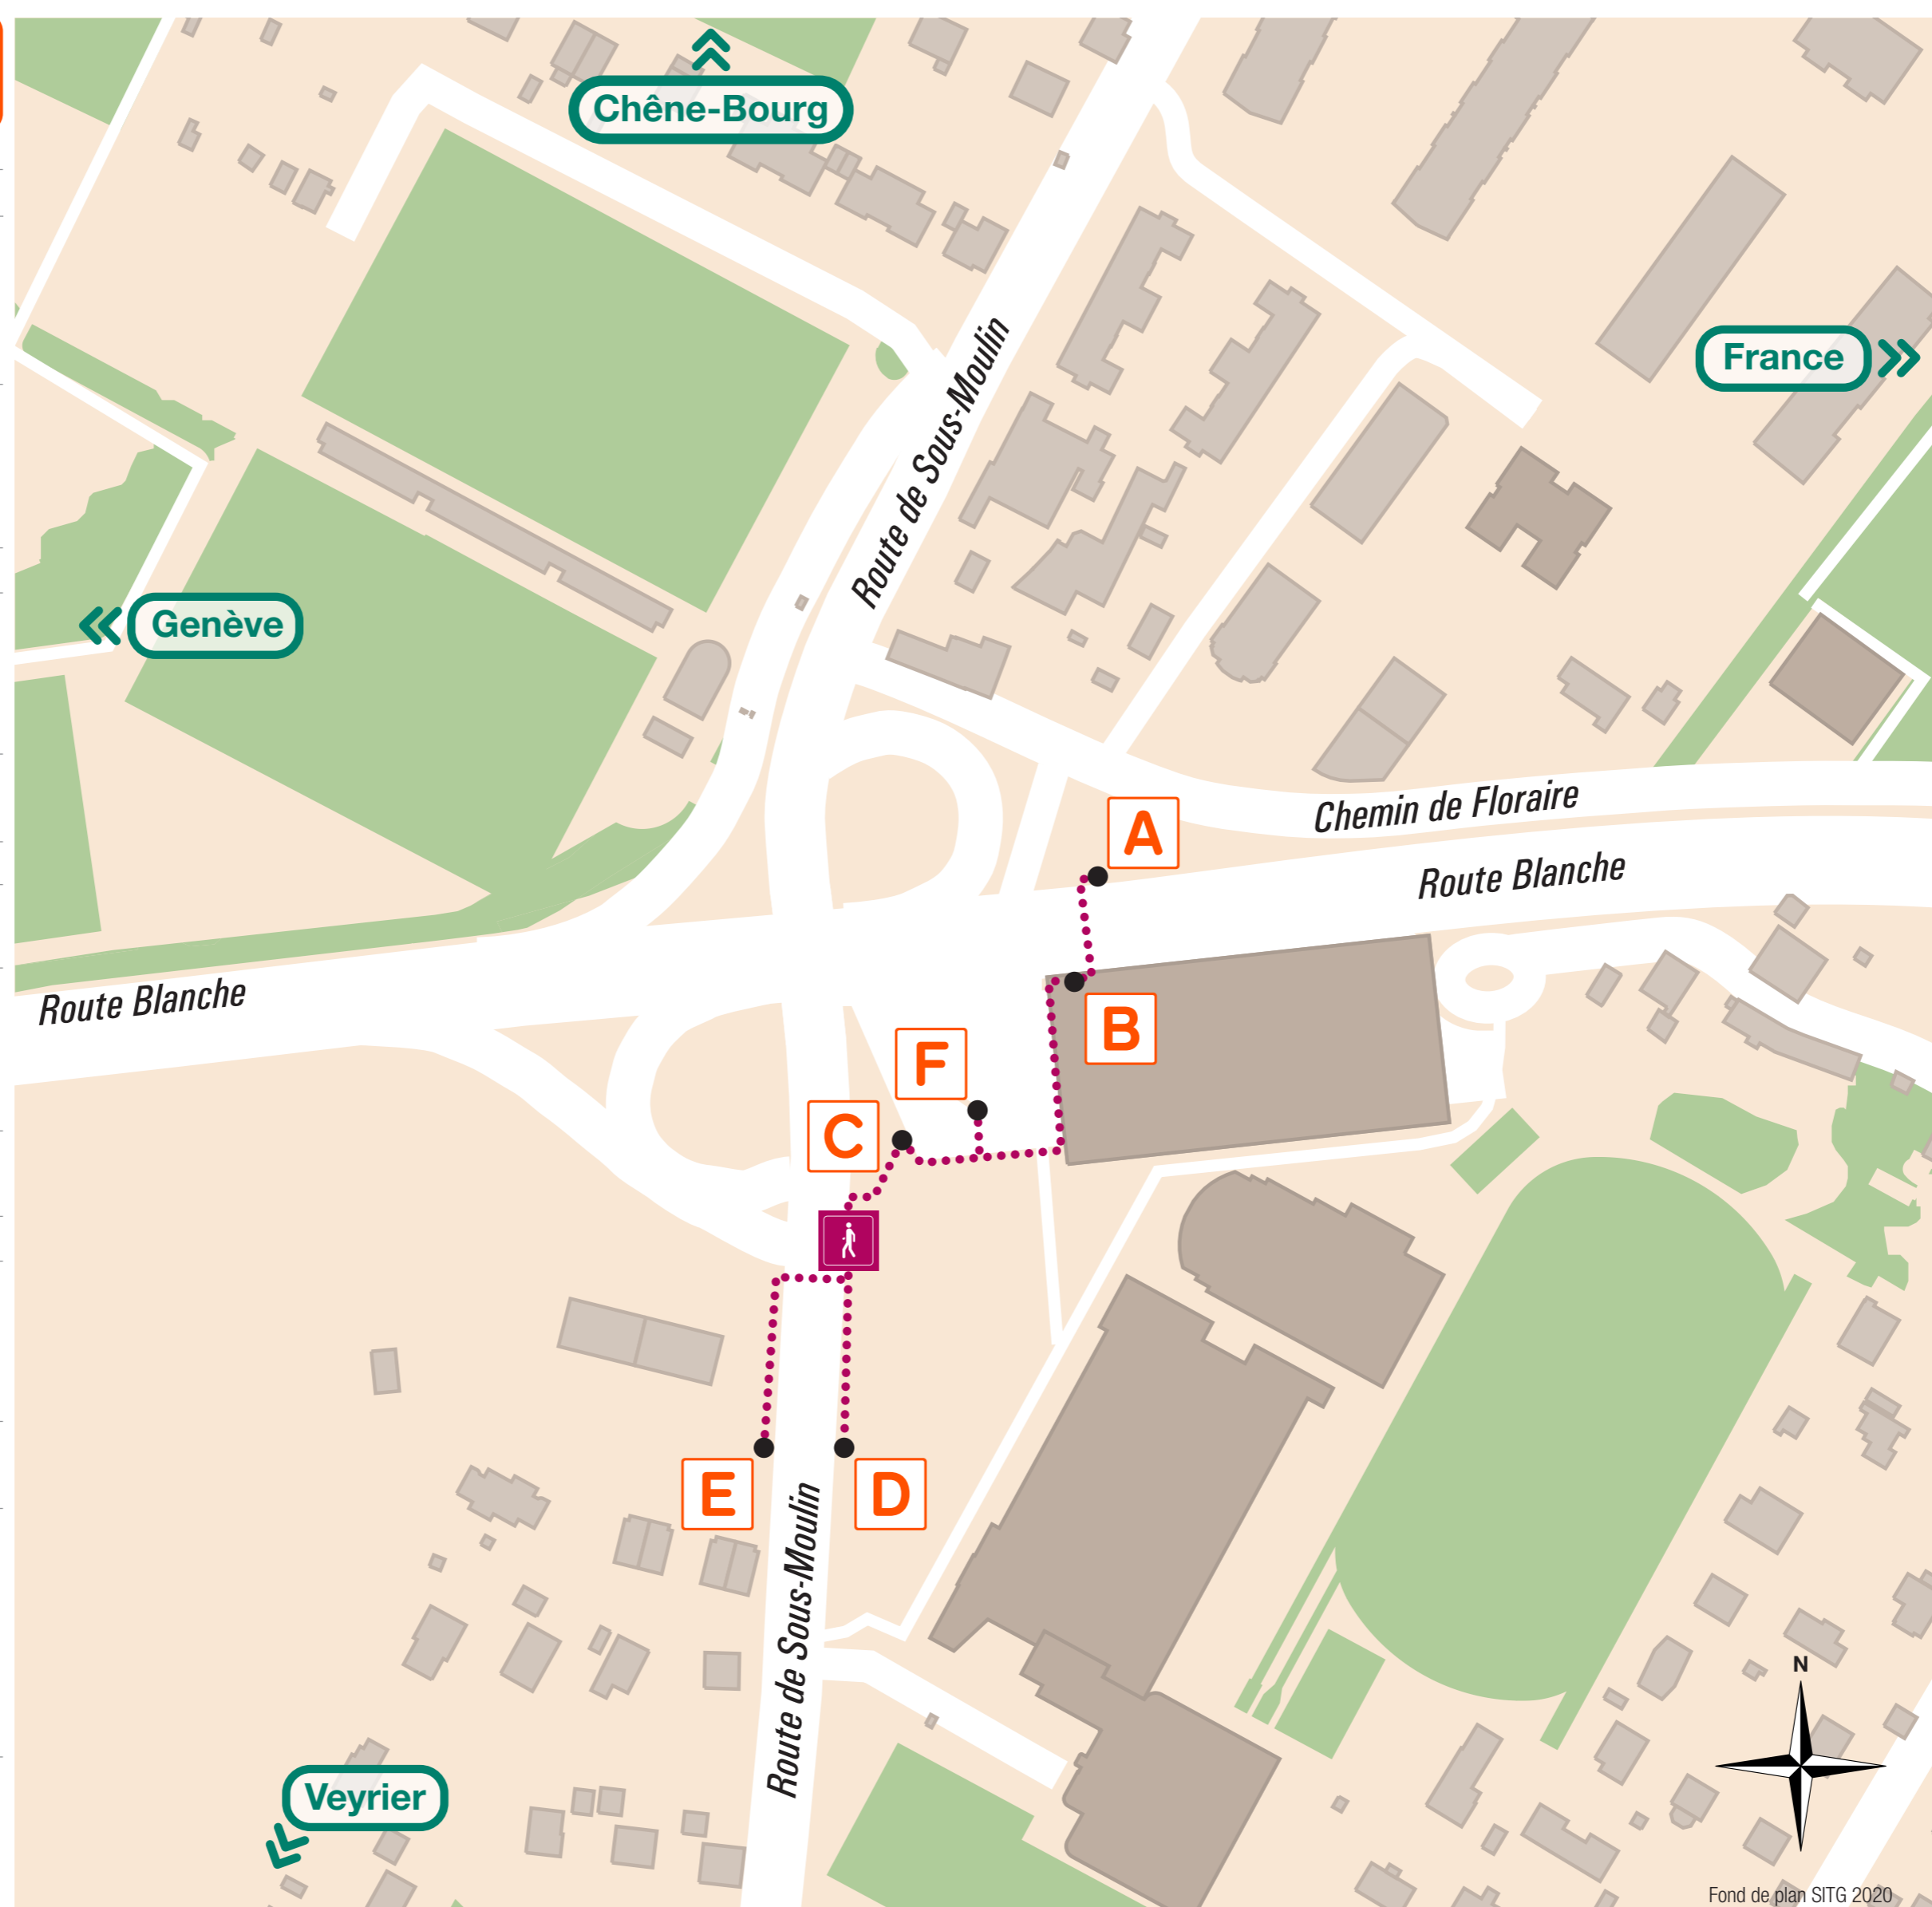 Chêne-Bourg
Route de Sous-Moulin
France
Genève
A
Chemin de Floraire
Route Blanche
Route Blanche
B
F
C
E
D
Route de Sous-Moulin
N
Veyrier
Fond de plan SITG 2020